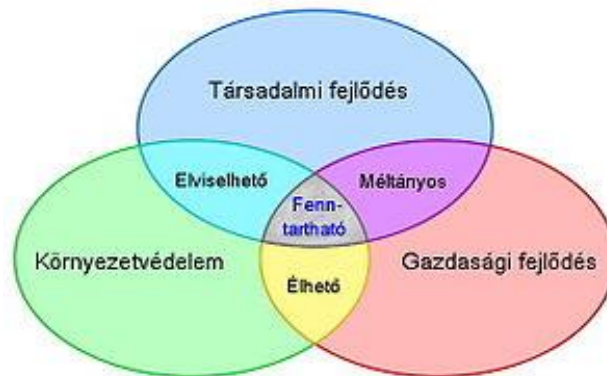 Társadalmi fejlődés
Elviselhető
Méltányos
Fenn-
tartható
Környezetvédelem
Gazdasági fejlődés
Élhető